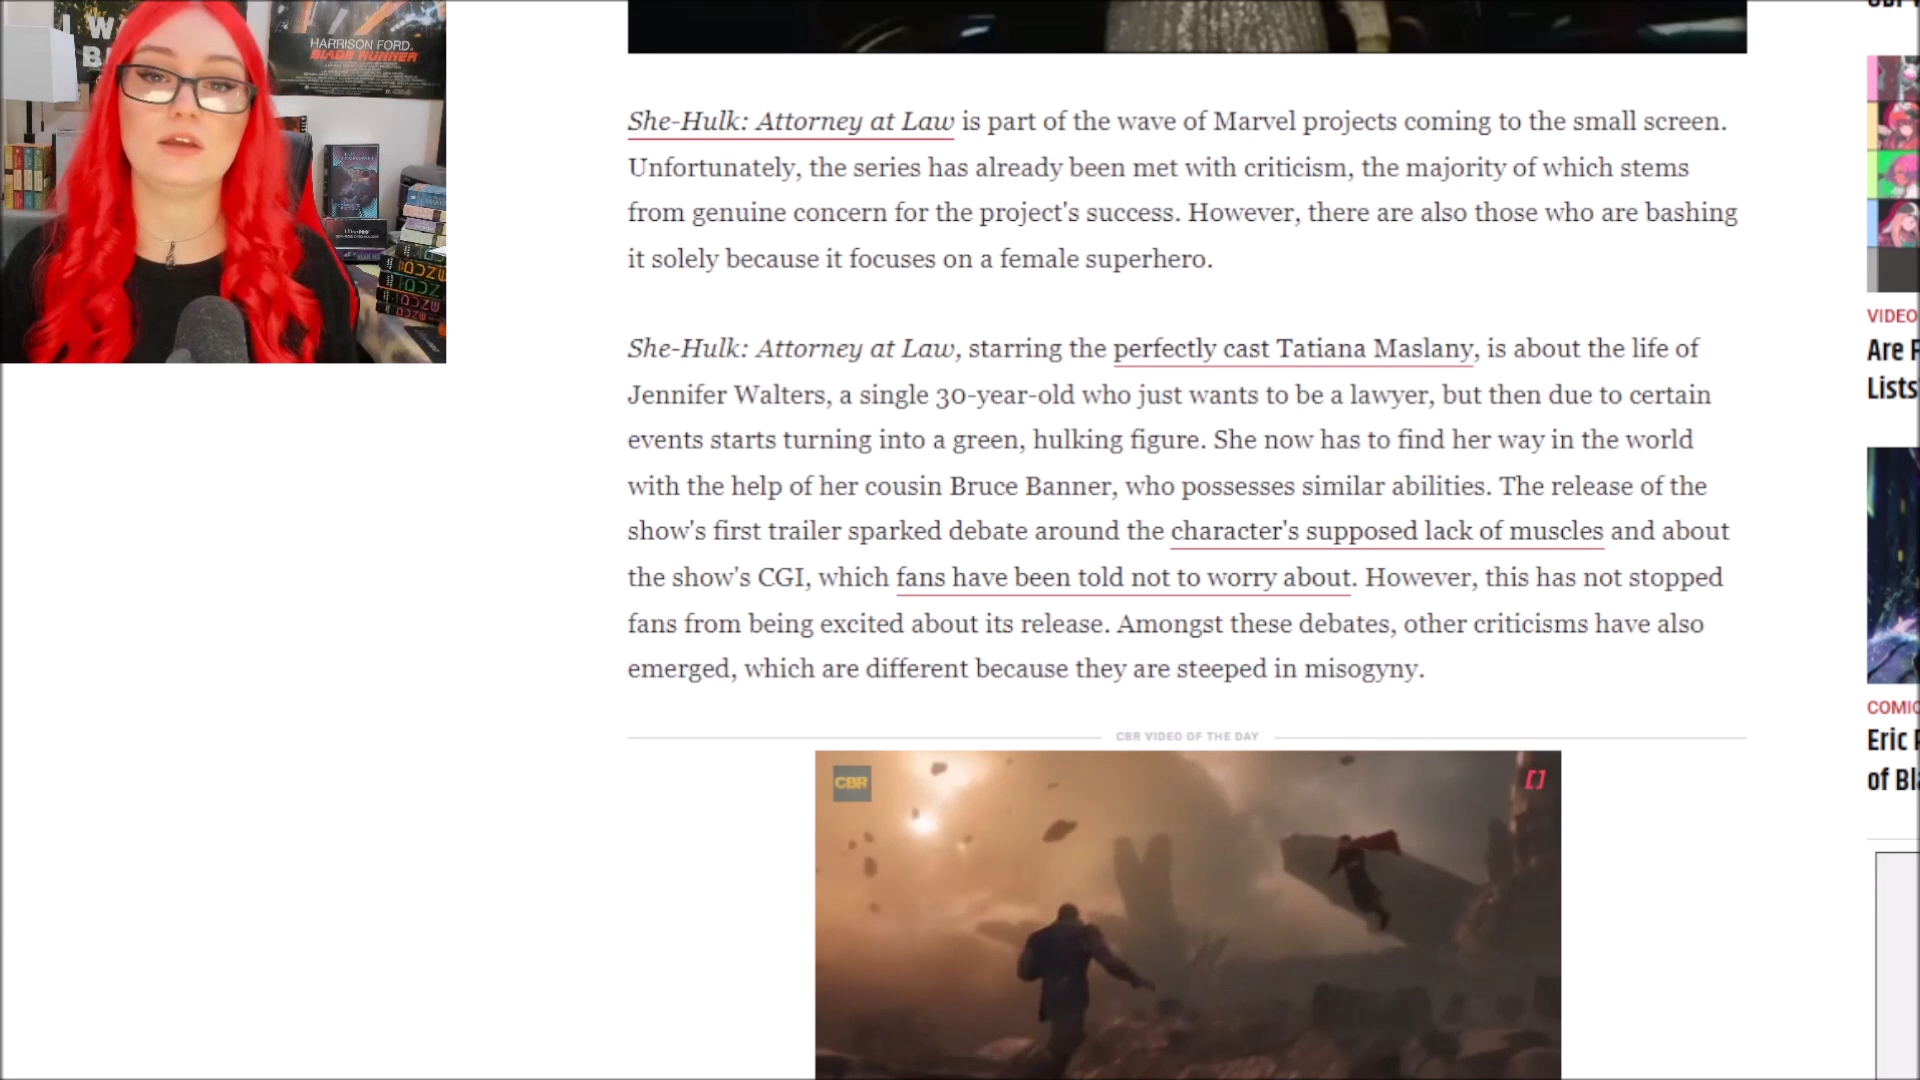 HARRISON FORD
BLADE RUNNER
She-Hulk: Attorney at Law is part of the wave of Marvel projects coming to the small screen.
Unfortunately, the series has already been met with criticism, the majority of which stems
from genuine concern for the project's success. However, there are also those who are bashing
it solely because it focuses on a female superhero.
She-Hulk: Attorney at Law, starring the perfectly cast Tatiana Maslany, is about the life of
Jennifer Walters, a single 30-year-old who just wants to be a lawyer, but then due to certain
events starts turning into a green, hulking figure. She now has to find her way in the world
with the help of her cousin Bruce Banner, who possesses similar abilities. The release of the
show's first trailer sparked debate around the character's supposed lack of muscles and about
the show's CGI, which fans have been told not to worry about. However, this has not stopped
fans from being excited about its release. Amongst these debates, other criticisms have also
emerged, which are different because they are steeped in misogyny.
CBR VIDEO OF THE DAY
CBR
VIDEO
Are
Lists
COMIC
Eric
of